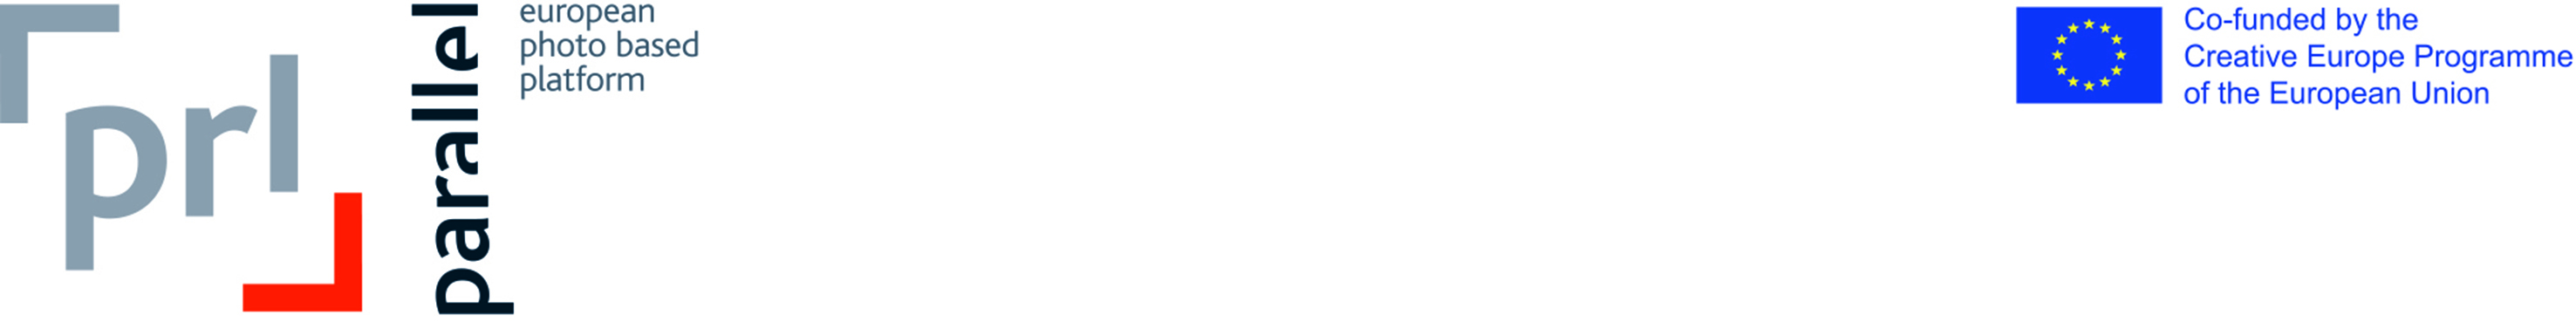 prl
parallel
european
photo based
platform
Co-funded by the
Creative Europe Programme
of the European Union